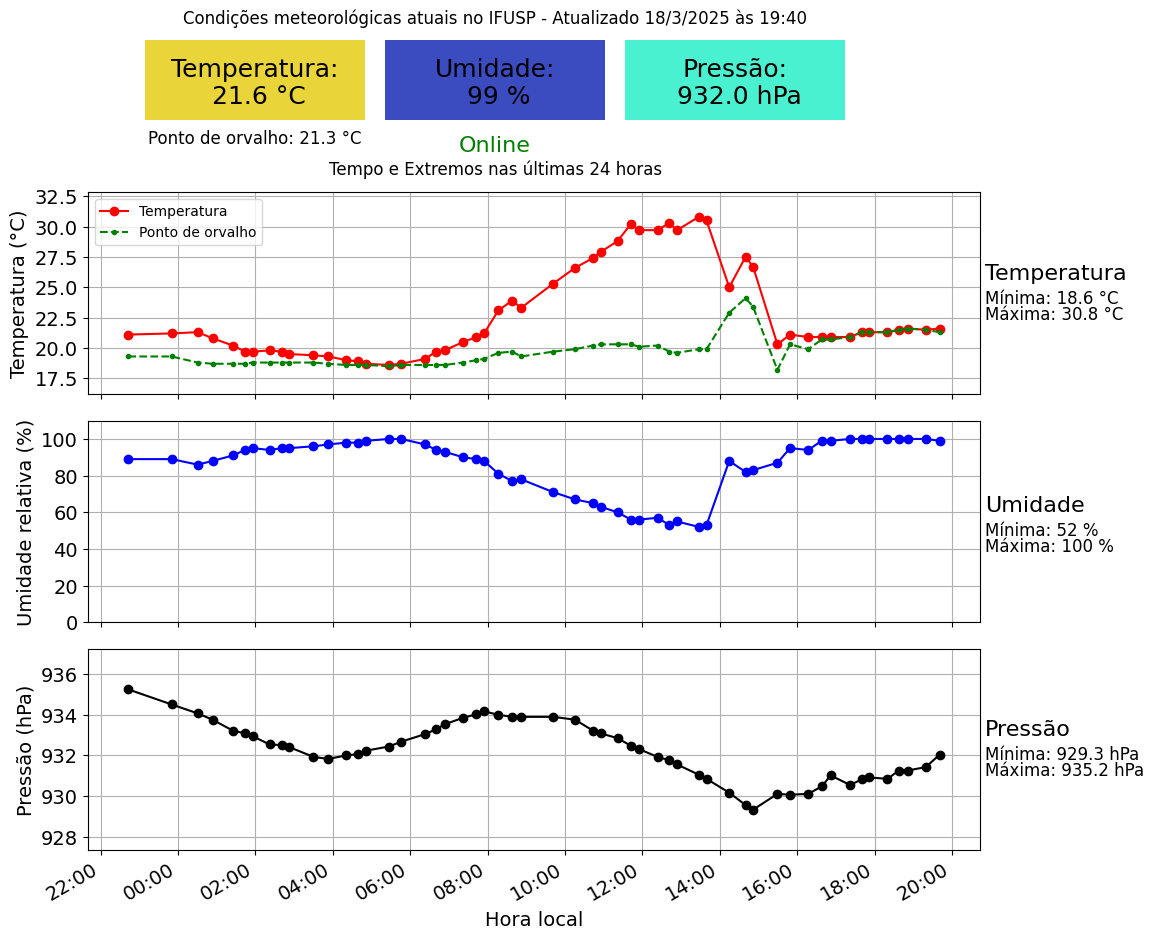 Condições meteorológicas atuais no IFUSP - Atualizado 18/3/2025 às 19:40
Temperatura:
21.6 °C
Umidade:
99 %
Pressão:
932.0 hPa
Ponto de orvalho: 21.3 °C
Online
Tempo e Extremos nas últimas 24 horas
Temperatura (°C)
32.5
30.0
27.5
25.0
22.5
20.0
17.5
Temperatura
Ponto de orvalho
Temperatura
Mínima: 18.6 °C
Máxima: 30.8 °C
Umidade relativa (%)
100
80
60
40
20
0
Umidade
Mínima: 52 %
Máxima: 100 %
Pressão (hPa)
936
934
932
930
928
Pressão
Mínima: 929.3 hPa
Máxima: 935.2 hPa
22:00
00:00
02:00
04:00
06:00
08:00
10:00
12:00
14:00
16:00
18:00
20:00
Hora local